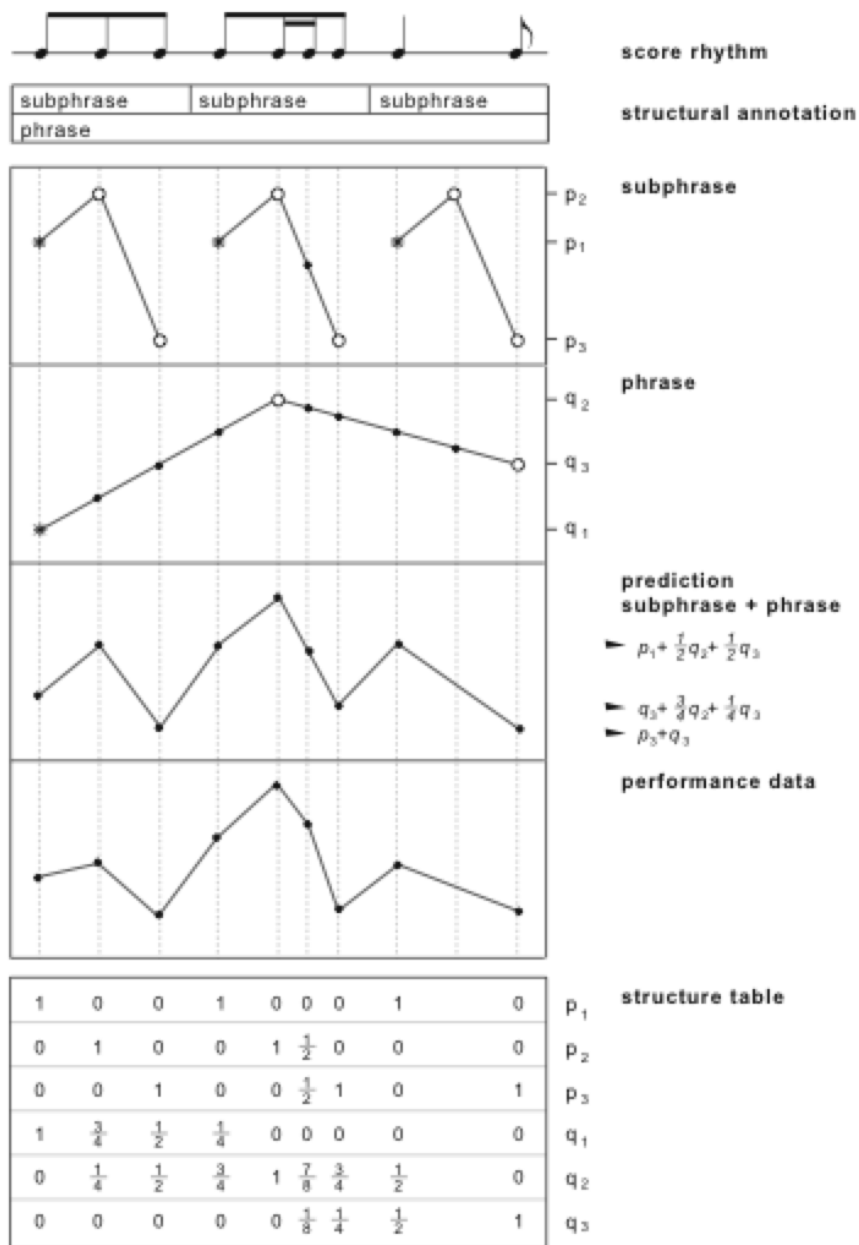 score rhythm
subphrase subphrase subphrase
phrase
structural annotation
subphrase
p₂
p₁
p₃
phrase
q₂
q₃
q₁
prediction
subphrase + phrase
► p₁+ ½q₂+ ½q₃
► q₃+ ¾q₂+ ¼q₃
► p₃+q₃
performance data
structure table
1 0 0 1 0 0 0 1 0 p₁
0 1 0 0 1 ½ 0 0 0 p₂
0 0 1 0 0 ½ 1 0 1 p₃
1 ¾ ½ ¼ 0 0 0 0 0 q₁
0 ¼ ½ ¾ 1 ⅞ ¾ ½ 0 q₂
0 0 0 0 0 ⅛ ¼ ½ 1 q₃